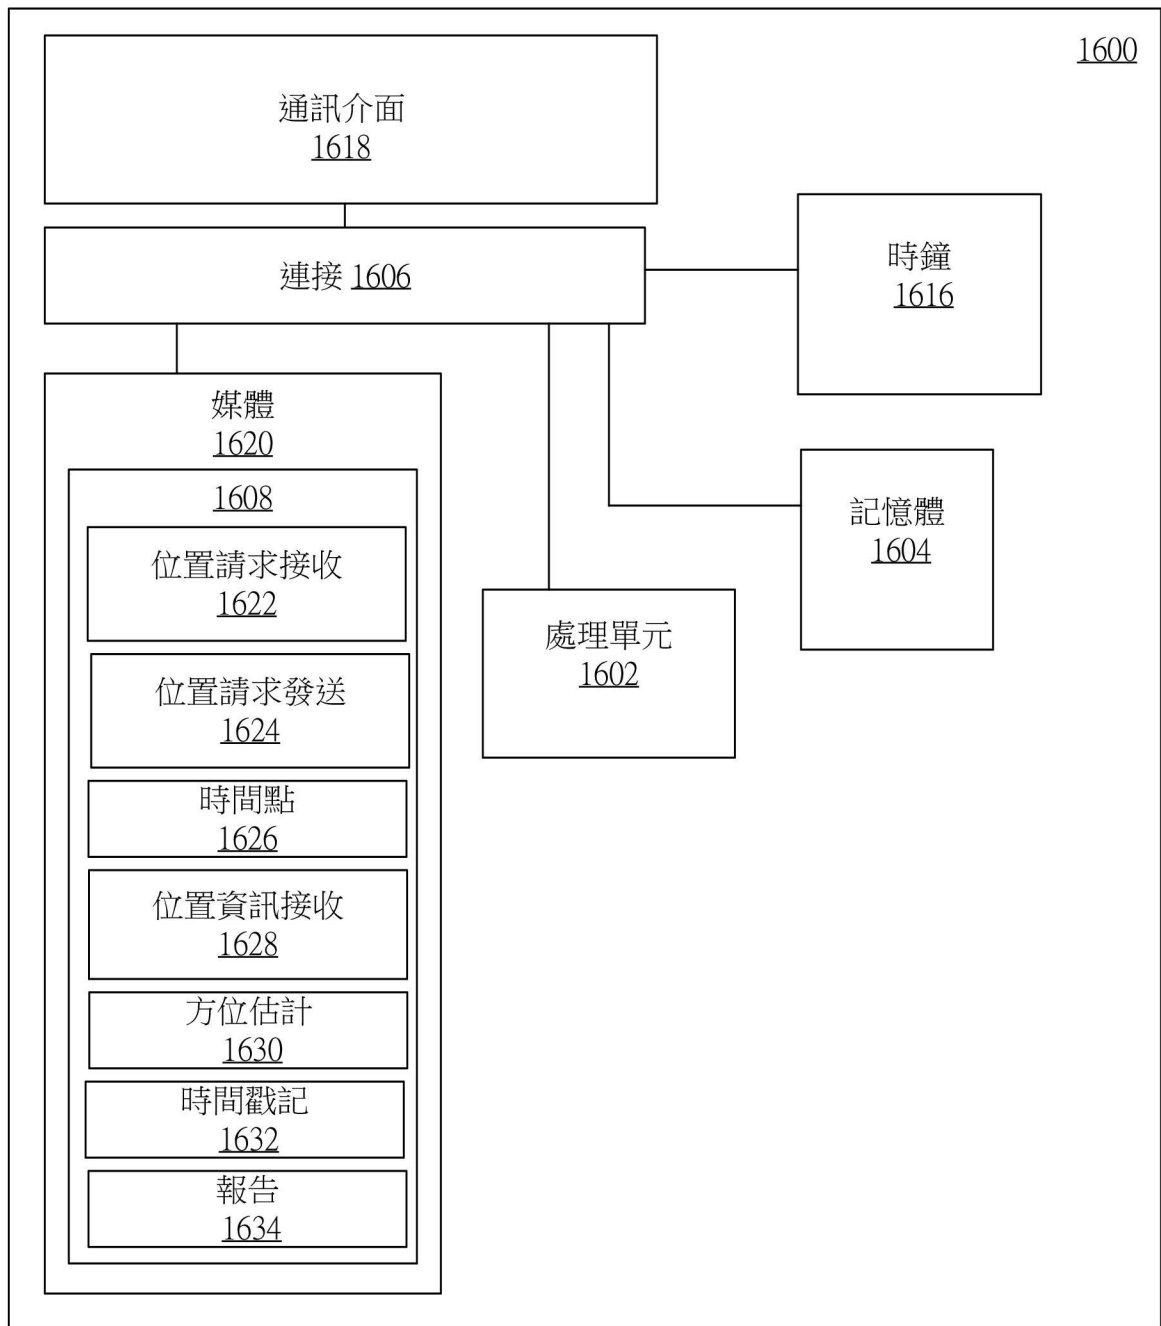 1600
通訊介面
1618
連接 1606
時鐘
1616
媒體
1620
1608
位置請求接收
1622
位置請求發送
1624
時間點
1626
位置資訊接收
1628
方位估計
1630
時間戳記
1632
報告
1634
處理單元
1602
記憶體
1604